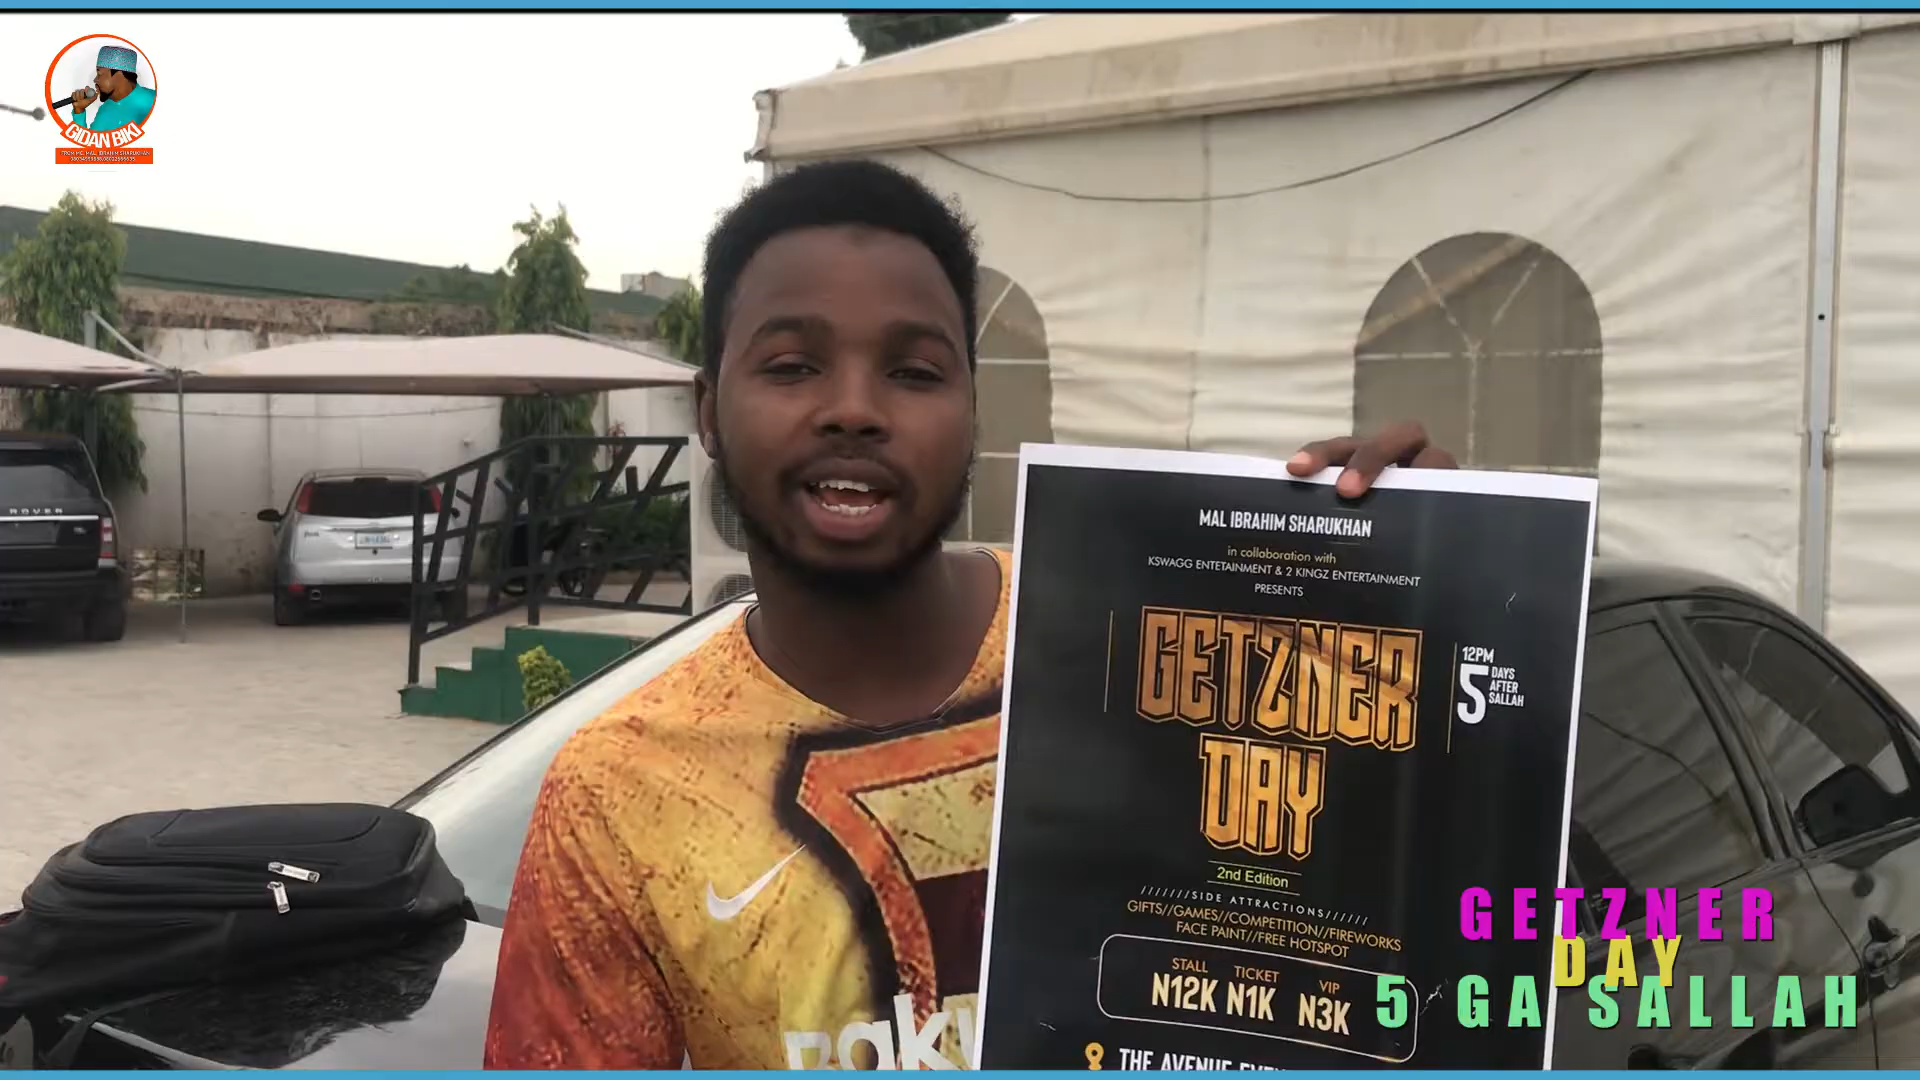 GIDAN BIKI
ROVER
MAL IBRAHIM SHARUKHAN
in collaboration with
KSWAGG ENTETAINMENT & 2 KINGZ ENTERTAINMENT
PRESENTS
GETZNER
DAY
12PM
5 DAYS
AFTER
SALLAH
2nd Edition
///////SIDE ATTRACTIONS//////
GIFTS//GAMES//COMPETITION//FIREWORKS
FACE PAINT//FREE HOTSPOT
STALL TICKET VIP
N12K N1K N3K
THE AVENUE
GETZNER
DAY
5 GA SALLAH